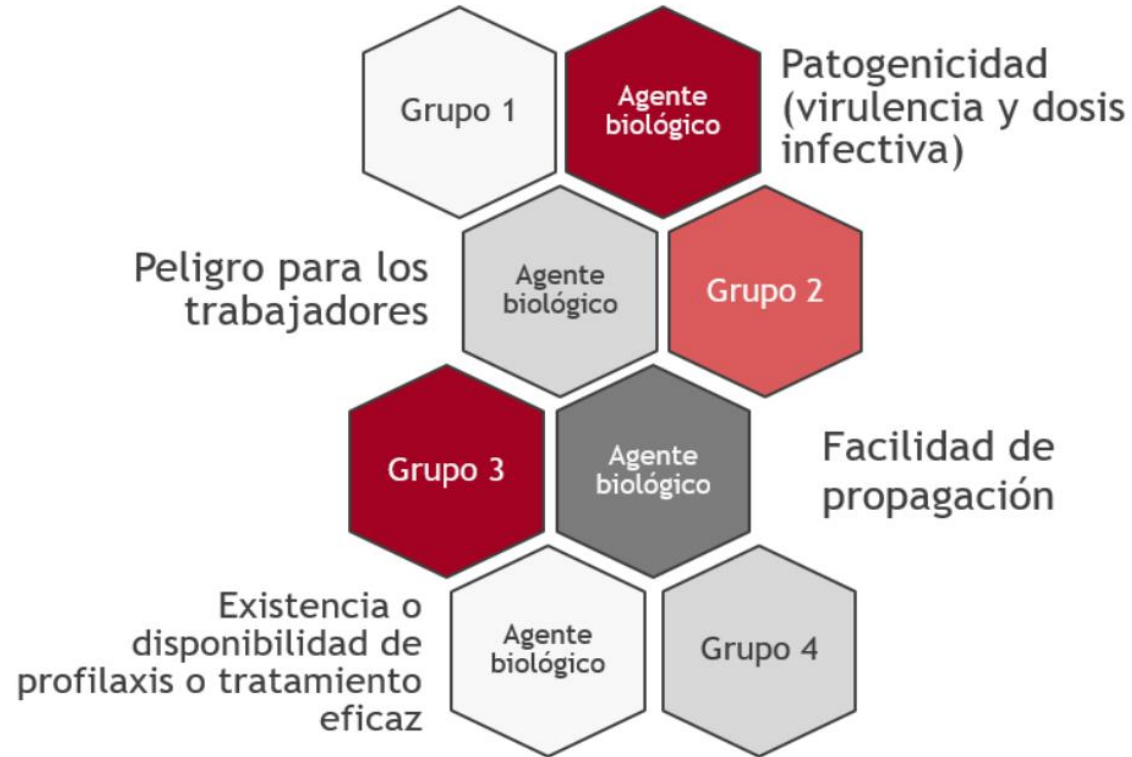 Grupo 1
Agente
biológico
Patogenicidad
(virulencia y dosis
infectiva)
Peligro para los
trabajadores
Agente
biológico
Grupo 2
Grupo 3
Agente
biológico
Facilidad de
propagación
Existencia o
disponibilidad de
profilaxis o tratamiento
eficaz
Agente
biológico
Grupo 4